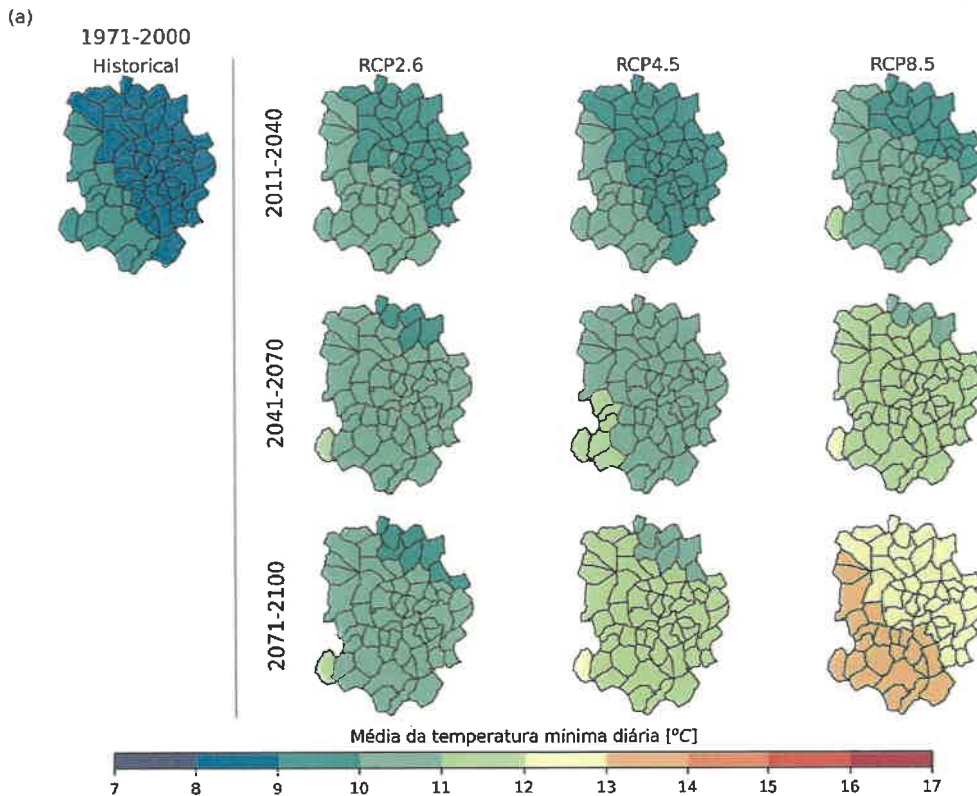 (a)
1971-2000
Historical
RCP2.6
RCP4.5
RCP8.5
2011-2040
2041-2070
2071-2100
Média da temperatura mínima diária [°C]
7 8 9 10 11 12 13 14 15 16 17